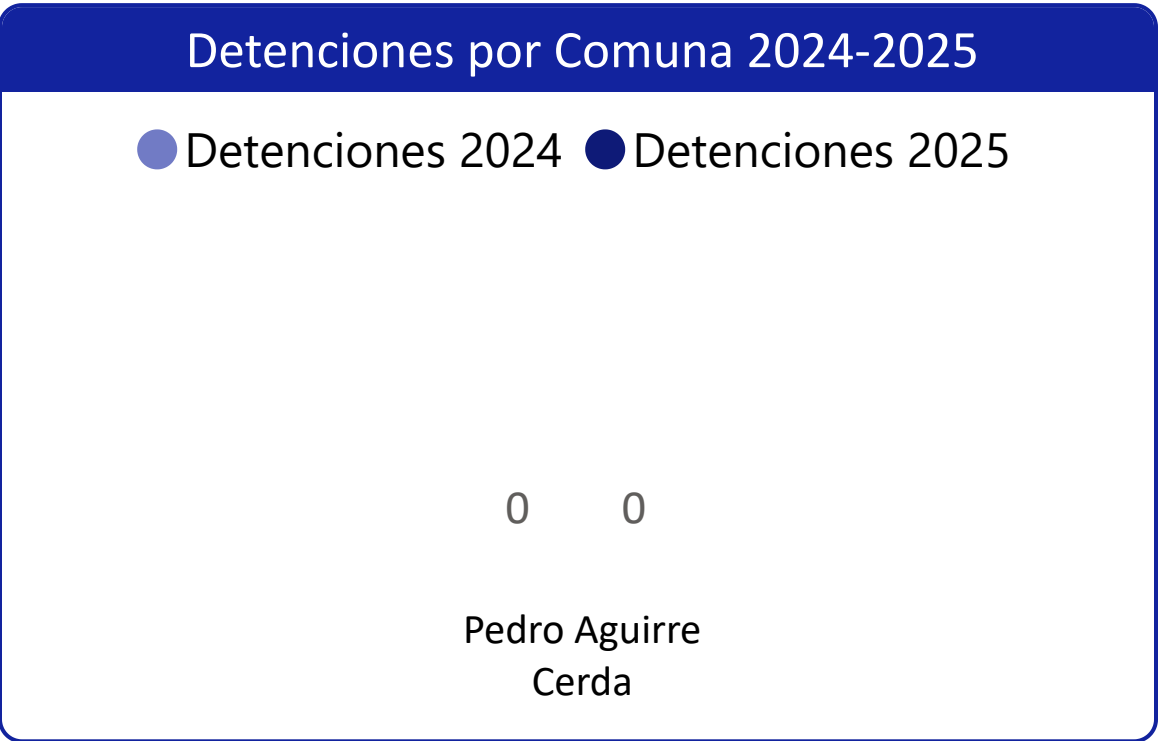 Detenciones por Comuna 2024-2025
Detenciones 2024 Detenciones 2025
0 0
Pedro Aguirre
Cerda